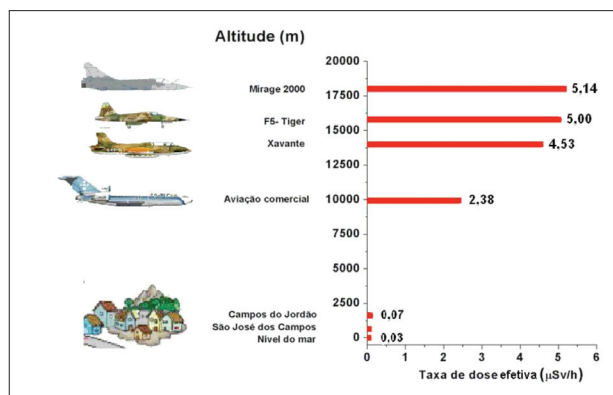 Altitude (m)
20000
Mirage 2000
17500
5,14
F5- Tiger
5,00
15000
Xavante
4,53
12500
Aviação comercial
10000
2,38
7500
5000
2500
Campos do Jordão
0,07
São José dos Campos
Nivel do mar
0
0,03
0 1 2 3 4 5 6
Taxa de dose efetiva (µSv/h)